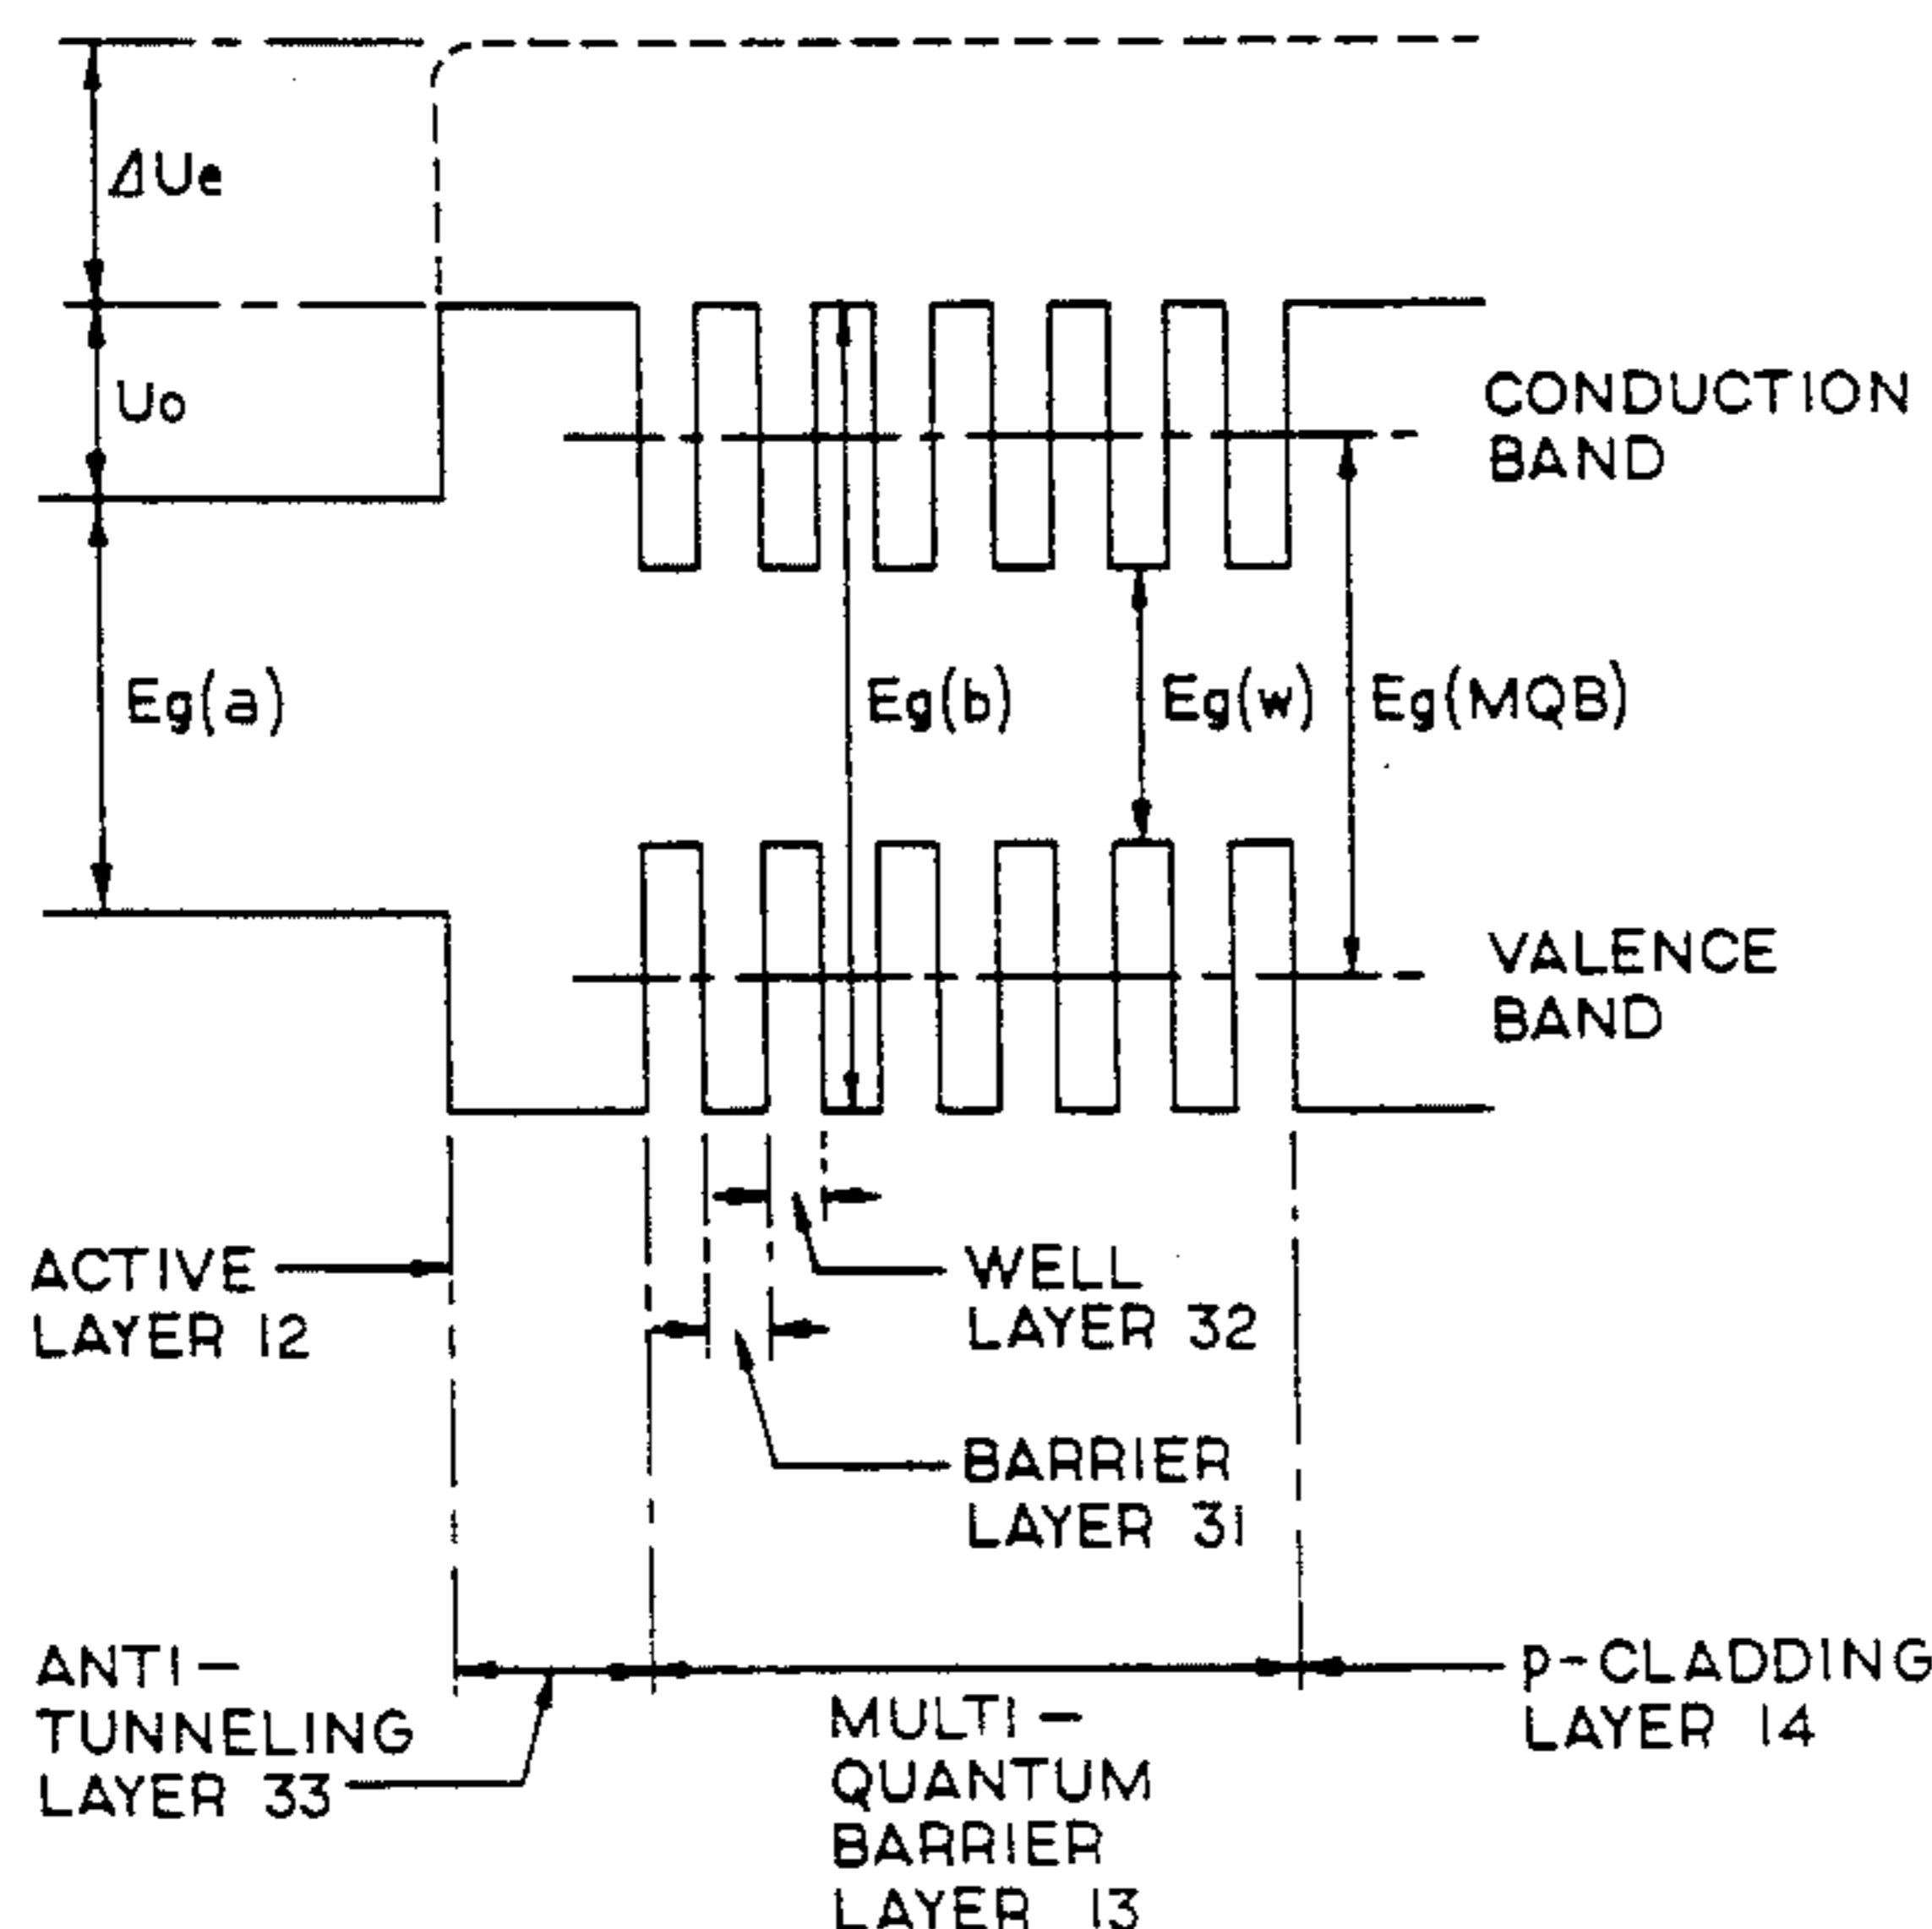 ΔUe
Uo
CONDUCTION
BAND
Eg(a)
Eg(b)
Eg(w)
Eg(MQB)
VALENCE
BAND
ACTIVE
LAYER 12
WELL
LAYER 32
BARRIER
LAYER 31
ANTI-
TUNNELING
LAYER 33
MULTI-
QUANTUM
BARRIER
LAYER 13
p-CLADDING
LAYER 14